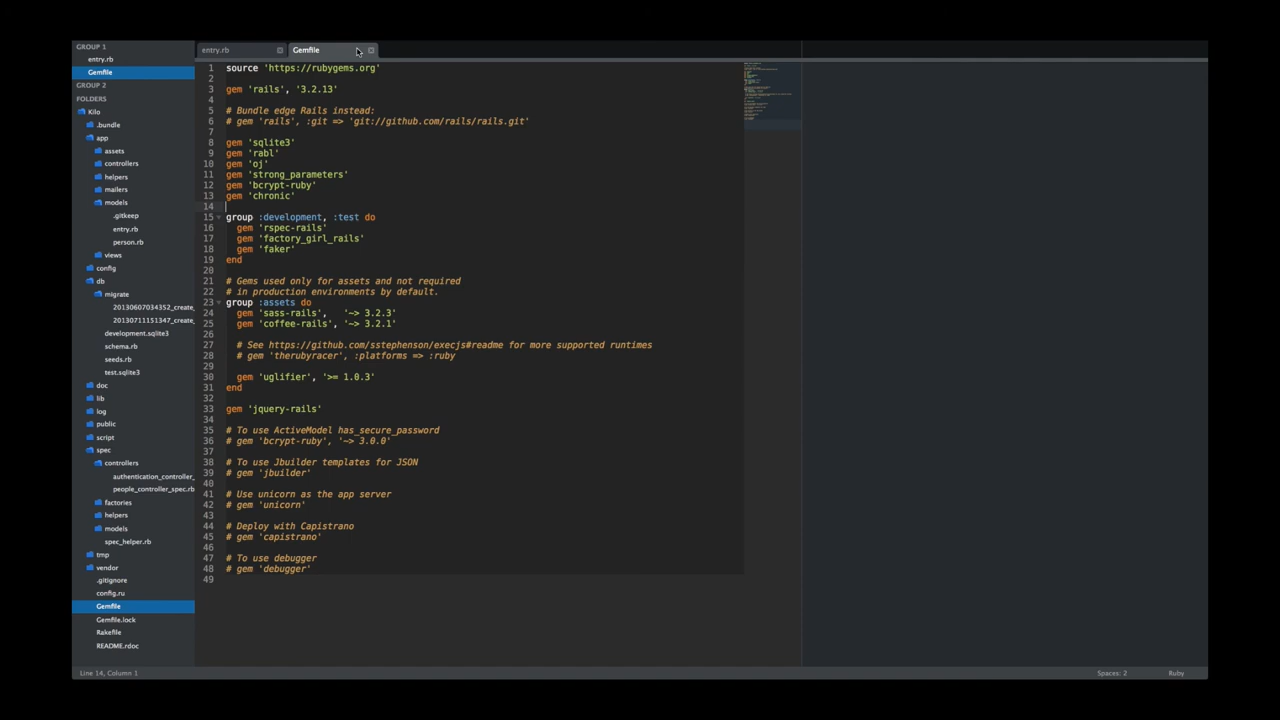 GROUP 1
entry.rb
Gemfile
GROUP 2
FOLDERS
Kilo
.bundle
app
assets
controllers
helpers
mailers
models
.gitkeep
entry.rb
person.rb
views
config
db
migrate
20130607034352_create_
20130711151347_create_
development.sqlite3
schema.rb
seeds.rb
test.sqlite3
doc
lib
log
public
script
spec
controllers
authentication_controller_
people_controller_spec.rb
factories
helpers
models
spec_helper.rb
tmp
vendor
.gitignore
config.ru
Gemfile
Gemfile.lock
Rakefile
README.rdoc
entry.rb Gemfile
1 source 'https://rubygems.org'
2
3 gem 'rails', '3.2.13'
4
5 # Bundle edge Rails instead:
6 # gem 'rails', :git => 'git://github.com/rails/rails.git'
7
8 gem 'sqlite3'
9 gem 'rabl'
10 gem 'oj'
11 gem 'strong_parameters'
12 gem 'bcrypt-ruby'
13 gem 'chronic'
14
15 group :development, :test do
16 gem 'rspec-rails'
17 gem 'factory_girl_rails'
18 gem 'faker'
19 end
20
21 # Gems used only for assets and not required
22 # in production environments by default.
23 group :assets do
24 gem 'sass-rails', '~> 3.2.3'
25 gem 'coffee-rails', '~> 3.2.1'
26
27 # See https://github.com/sstephenson/execjs#readme for more supported runtimes
28 # gem 'therubyracer', :platforms => :ruby
29
30 gem 'uglifier', '>= 1.0.3'
31 end
32
33 gem 'jquery-rails'
34
35 # To use ActiveModel has_secure_password
36 # gem 'bcrypt-ruby', '~> 3.0.0'
37
38 # To use Jbuilder templates for JSON
39 # gem 'jbuilder'
40
41 # Use unicorn as the app server
42 # gem 'unicorn'
43
44 # Deploy with Capistrano
45 # gem 'capistrano'
46
47 # To use debugger
48 # gem 'debugger'
49
Line 14, Column 1
Spaces: 2 Ruby